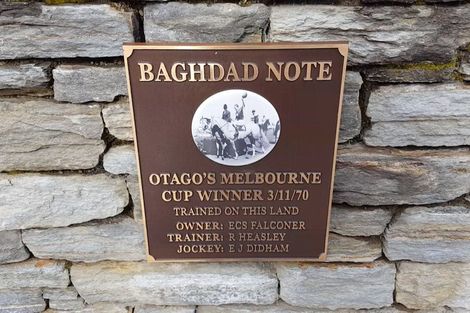 BAGHDAD NOTE
OTAGO'S MELBOURNE
CUP WINNER 3/11/70
TRAINED ON THIS LAND
OWNER: ECS FALCONER
TRAINER: R HEASLEY
JOCKEY: E J DIDHAM